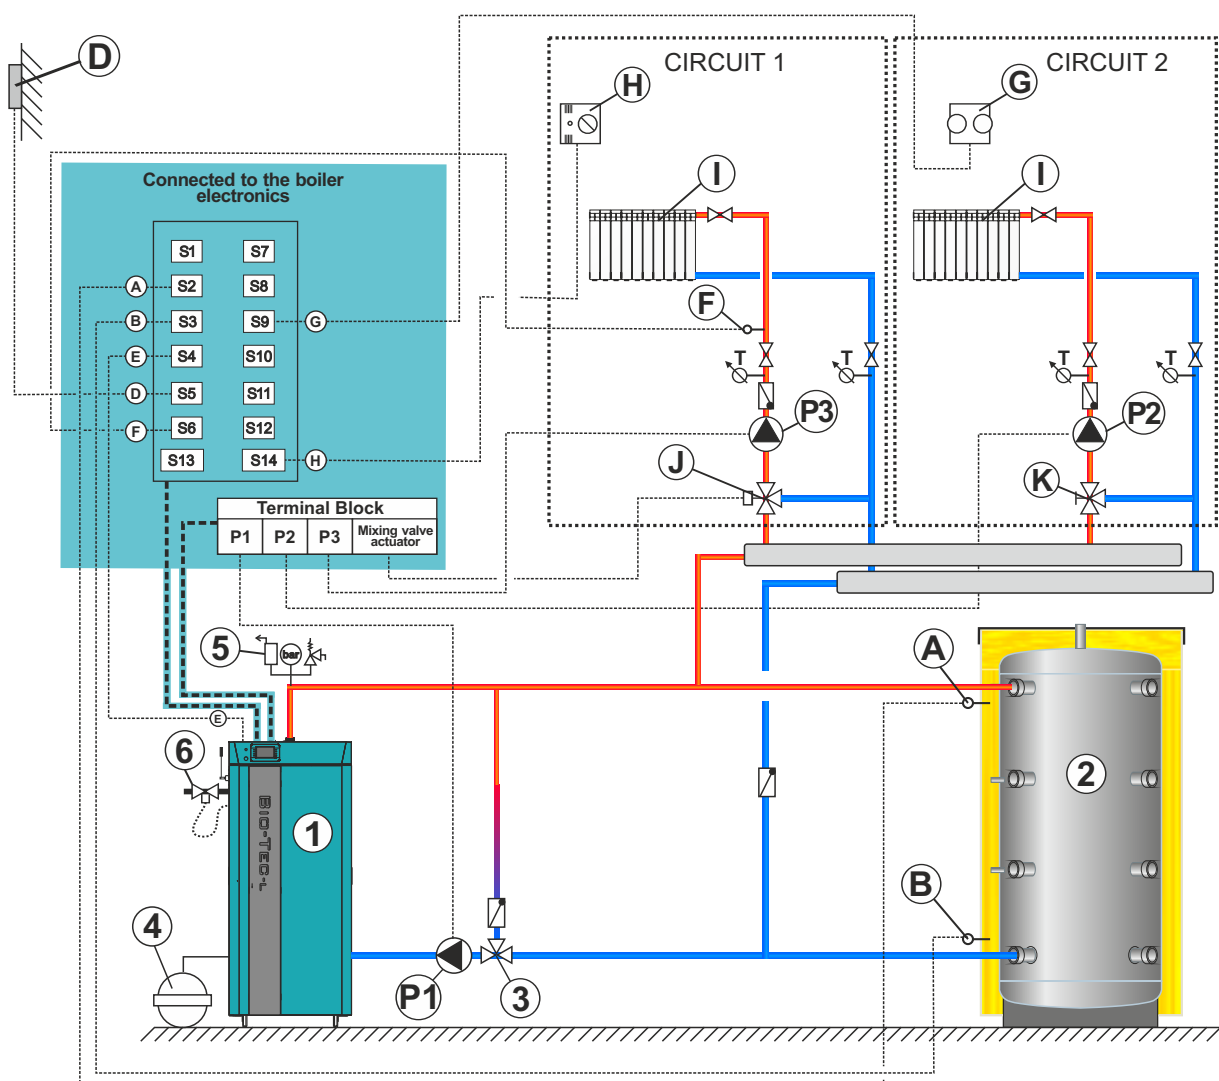 D
CIRCUIT 1
CIRCUIT 2
H
G
I
I
Connected to the boiler
electronics
S1 S7
A S2 S8
B S3 S9 G
E S4 S10
D S5 S11
F S6 S12
S13 S14 H
F
T T T T
P3 P2
J K
Terminal Block
P1 P2 P3 Mixing valve
actuator
5
bar
A
E
6
2
1
BIO-TEC-L
B
4
P1
3